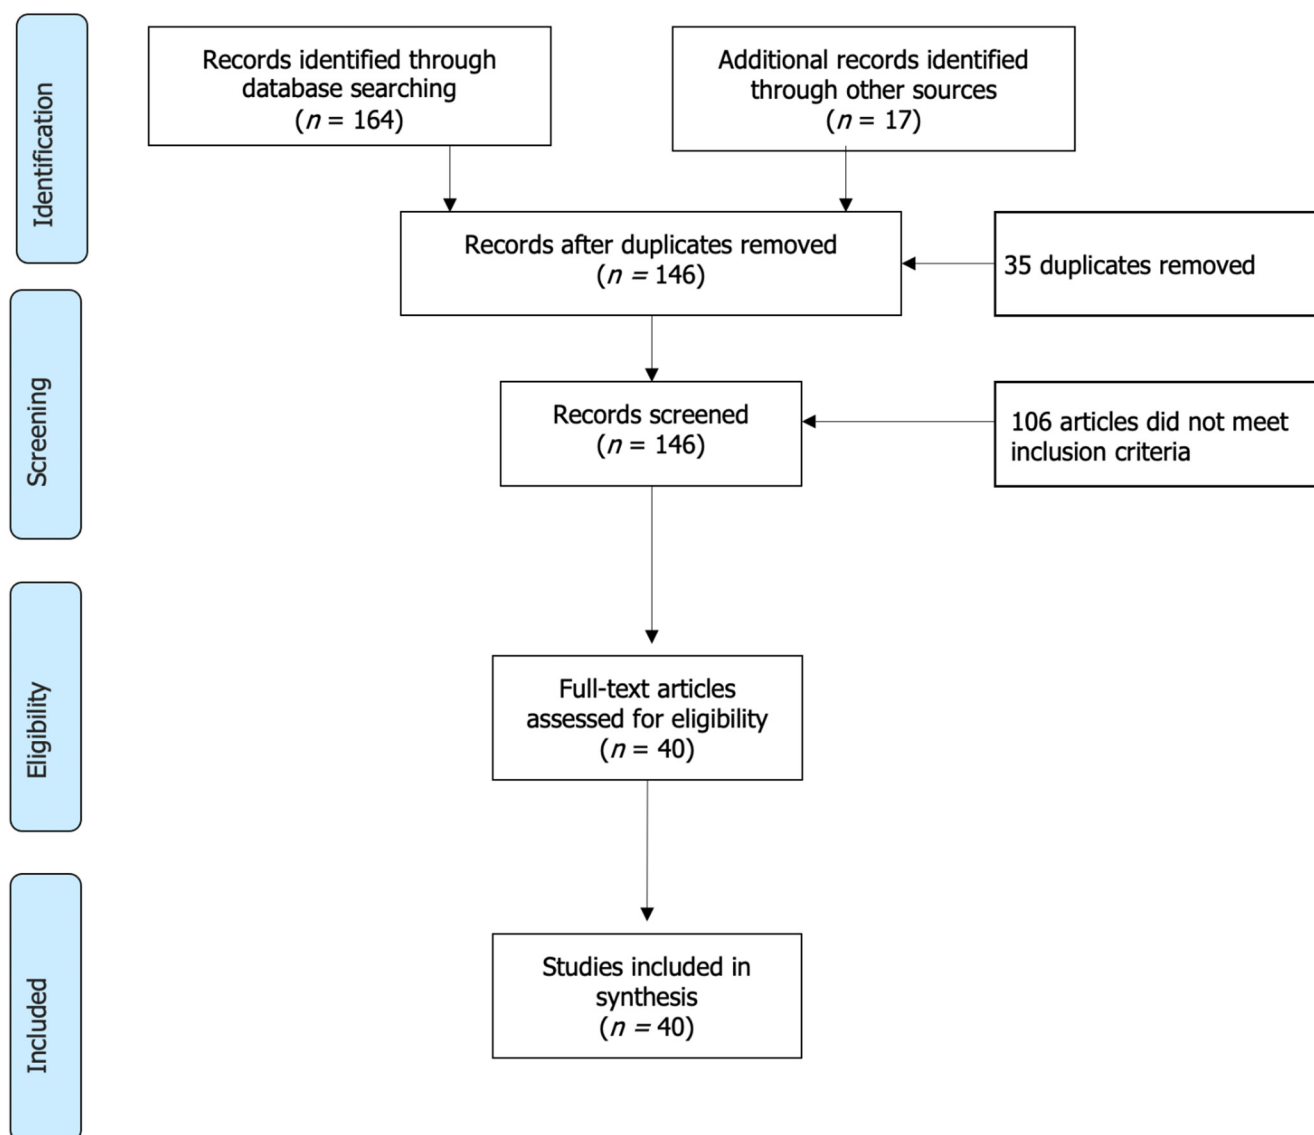 Identification
Records identified through
database searching
(n = 164)
Additional records identified
through other sources
(n = 17)
Records after duplicates removed
(n = 146)
35 duplicates removed
Screening
Records screened
(n = 146)
106 articles did not meet
inclusion criteria
Eligibility
Full-text articles
assessed for eligibility
(n = 40)
Included
Studies included in
synthesis
(n = 40)